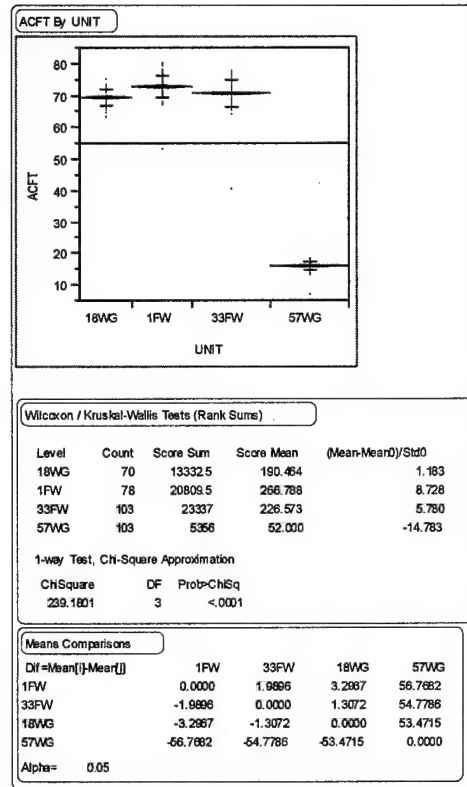 ACFT By UNIT
80
70
60
50
40
30
20
10
ACFT
18WG 1FW 33FW 57WG
UNIT
Wilcoxon / Kruskal-Wallis Tests (Rank Sums)
Level Count Score Sum Score Mean (Mean-Mean0)/Std0
18WG 70 13332.5 190.464 1.183
1FW 78 20809.5 266.788 8.728
33FW 103 23337 226.573 5.780
57WG 103 5356 52.000 -14.783
1-way Test, Chi-Square Approximation
ChiSquare DF Prob>ChiSq
239.1801 3 <.0001
Means Comparisons
Dif=Mean[i]-Mean[j] 1FW 33FW 18WG 57WG
1FW 0.0000 1.9896 3.2967 56.7682
33FW -1.9896 0.0000 1.3072 54.7786
18WG -3.2967 -1.3072 0.0000 53.4715
57WG -56.7682 -54.7786 -53.4715 0.0000
Alpha= 0.05